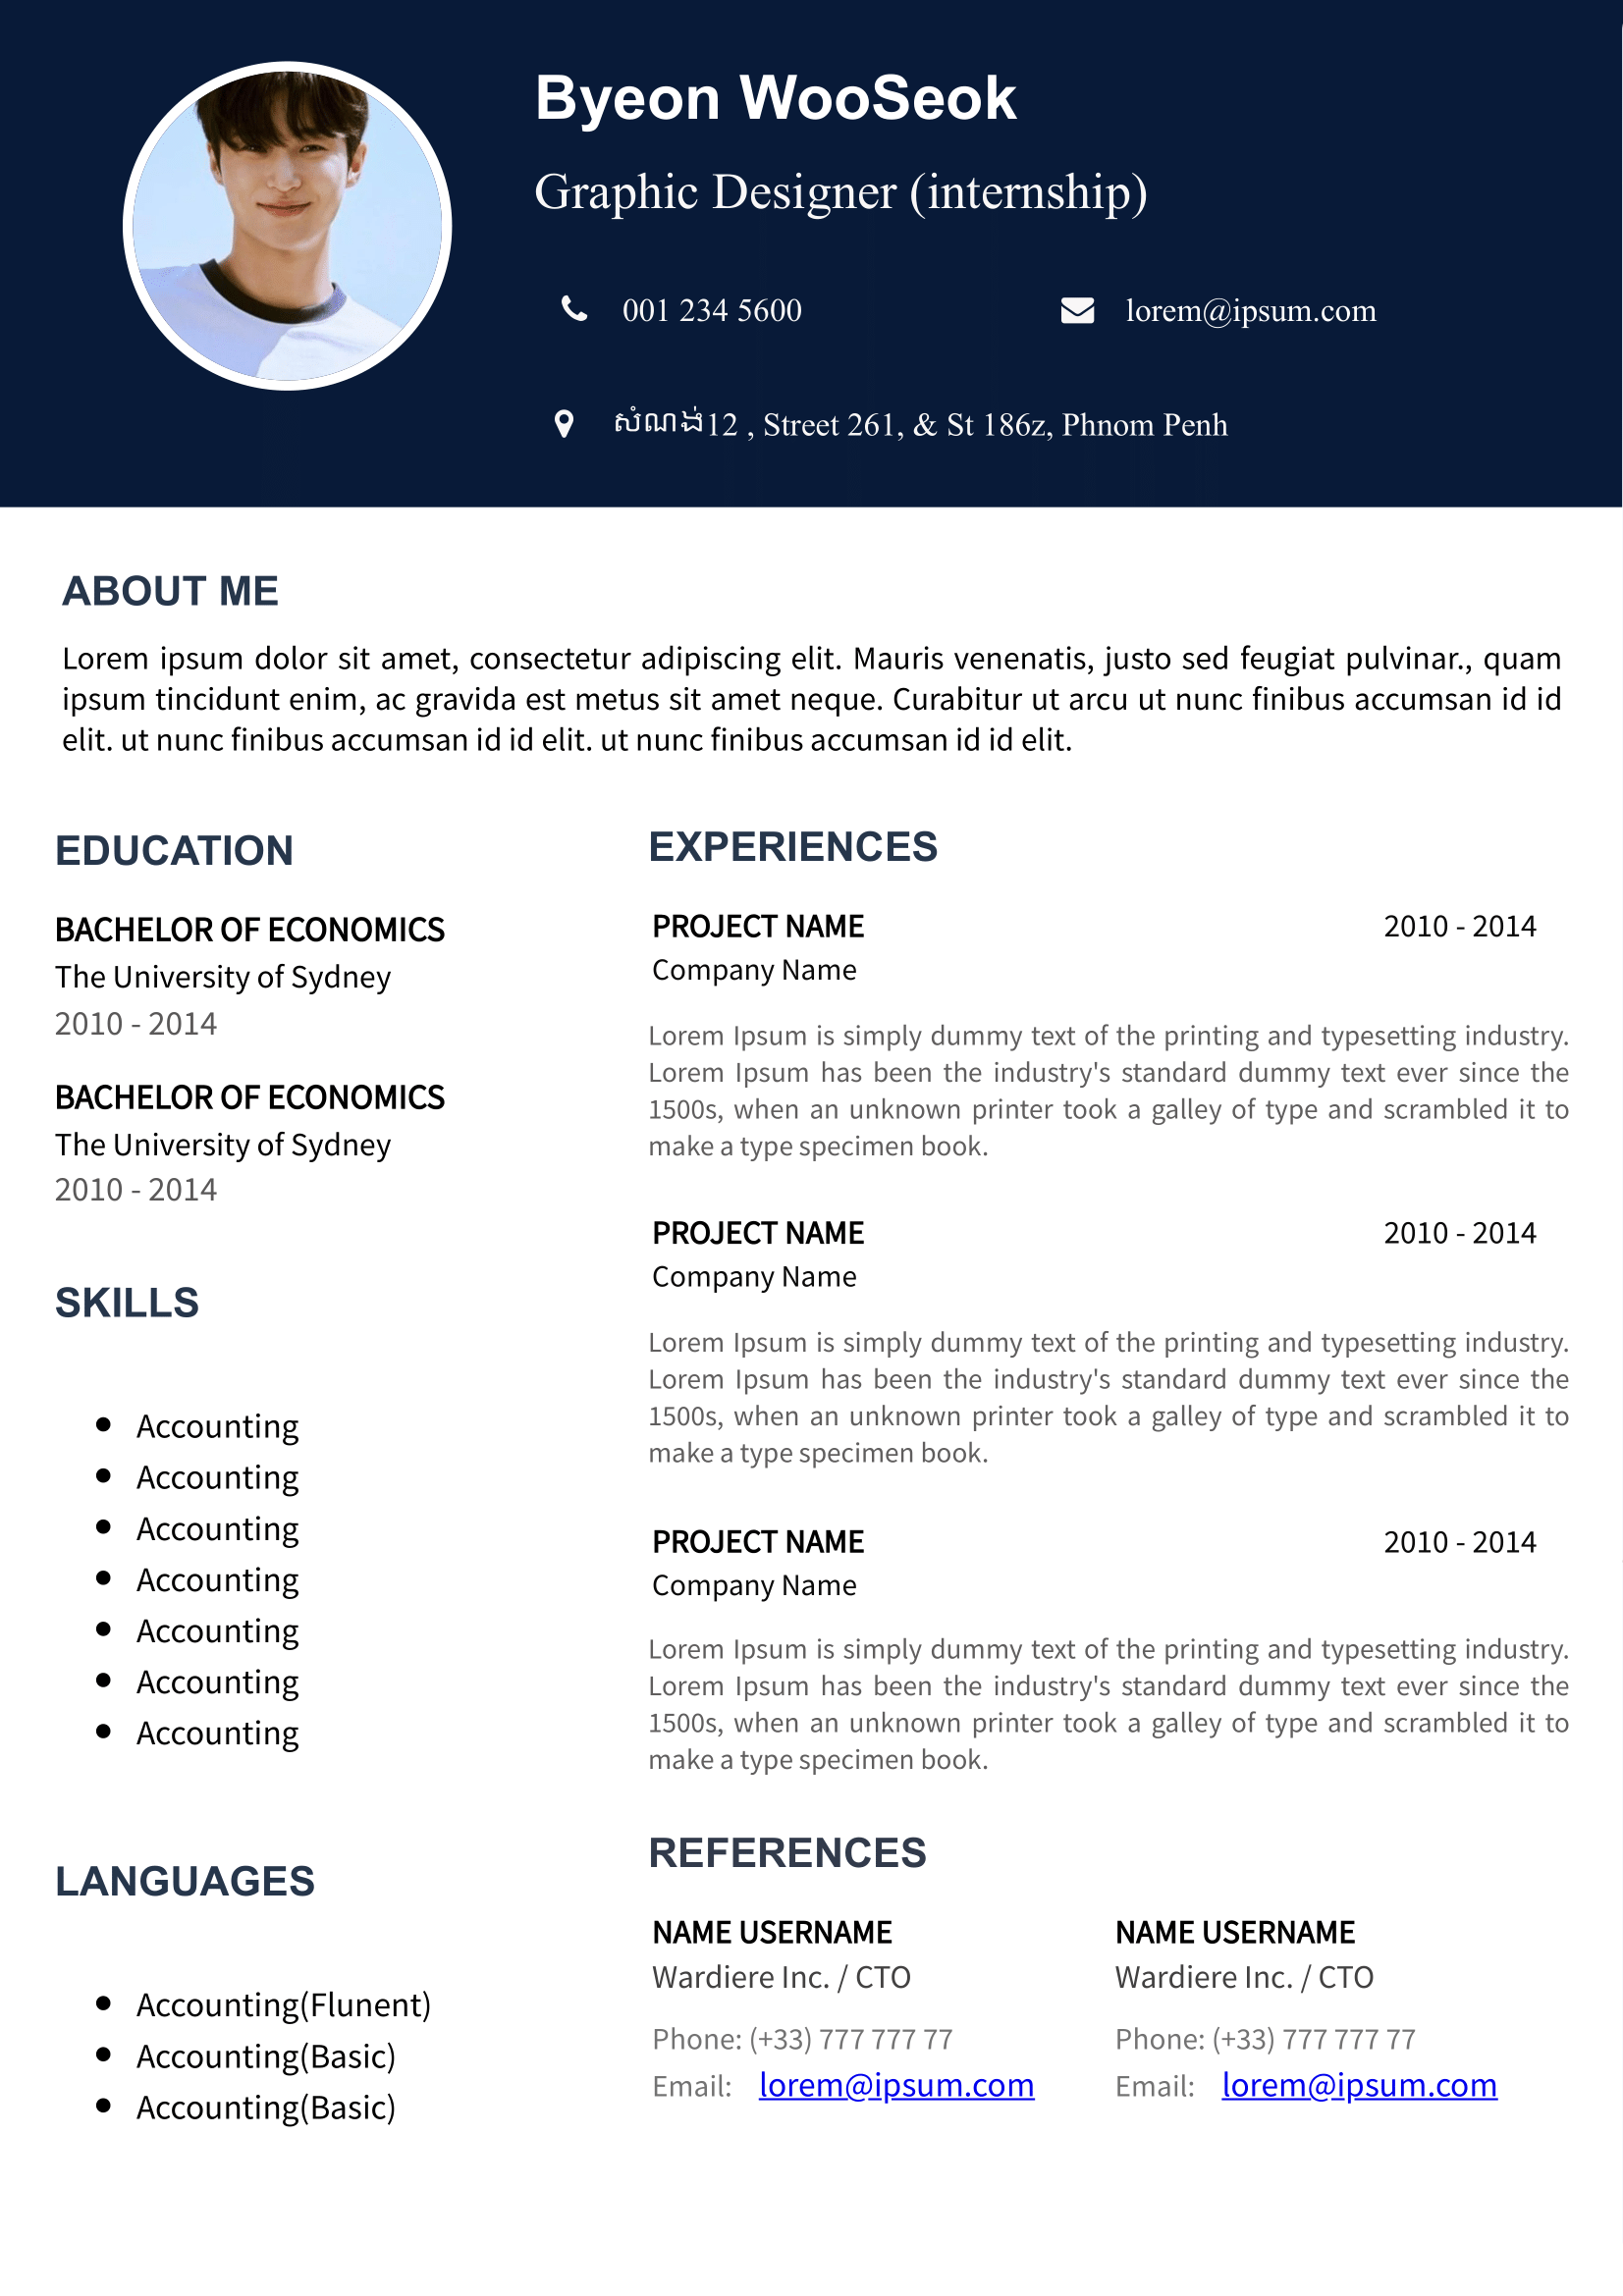 Byeon WooSeok
Graphic Designer (internship)
001 234 5600
lorem@ipsum.com
សំណង់12 , Street 261, & St 186z, Phnom Penh
ABOUT ME
Lorem ipsum dolor sit amet, consectetur adipiscing elit. Mauris venenatis, justo sed feugiat pulvinar., quam
ipsum tincidunt enim, ac gravida est metus sit amet neque. Curabitur ut arcu ut nunc finibus accumsan id id
elit. ut nunc finibus accumsan id id elit. ut nunc finibus accumsan id id elit.
EDUCATION
BACHELOR OF ECONOMICS
The University of Sydney
2010 - 2014
BACHELOR OF ECONOMICS
The University of Sydney
2010 - 2014
SKILLS
Accounting
Accounting
Accounting
Accounting
Accounting
Accounting
Accounting
LANGUAGES
Accounting(Flunent)
Accounting(Basic)
Accounting(Basic)
EXPERIENCES
PROJECT NAME 2010 - 2014
Company Name
Lorem Ipsum is simply dummy text of the printing and typesetting industry.
Lorem Ipsum has been the industry's standard dummy text ever since the
1500s, when an unknown printer took a galley of type and scrambled it to
make a type specimen book.
PROJECT NAME 2010 - 2014
Company Name
Lorem Ipsum is simply dummy text of the printing and typesetting industry.
Lorem Ipsum has been the industry's standard dummy text ever since the
1500s, when an unknown printer took a galley of type and scrambled it to
make a type specimen book.
PROJECT NAME 2010 - 2014
Company Name
Lorem Ipsum is simply dummy text of the printing and typesetting industry.
Lorem Ipsum has been the industry's standard dummy text ever since the
1500s, when an unknown printer took a galley of type and scrambled it to
make a type specimen book.
REFERENCES
NAME USERNAME
Wardiere Inc. / CTO
Phone: (+33) 777 777 77
Email: lorem@ipsum.com
NAME USERNAME
Wardiere Inc. / CTO
Phone: (+33) 777 777 77
Email: lorem@ipsum.com